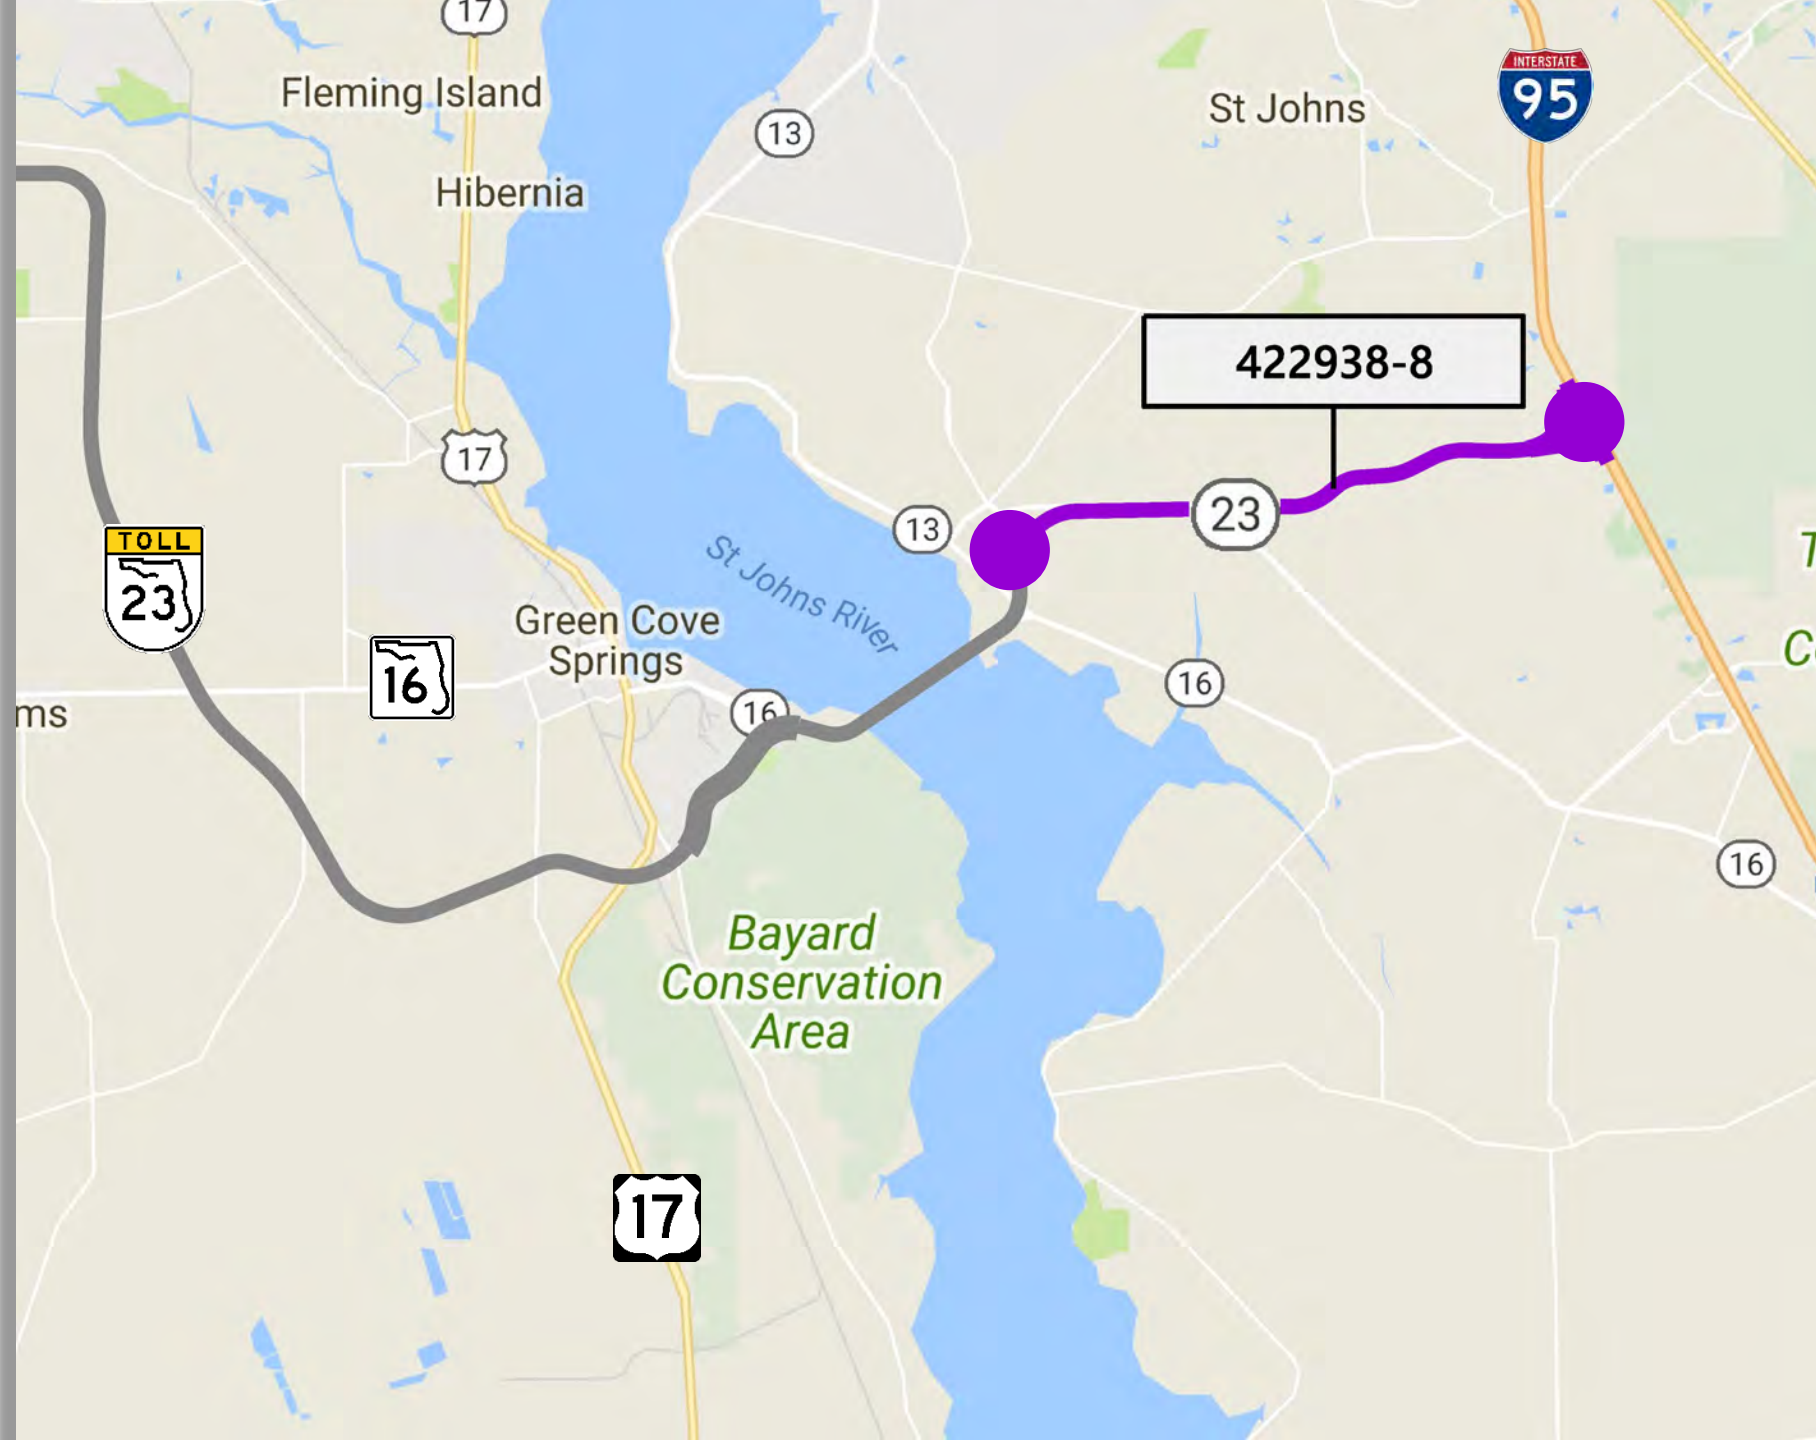 17
Fleming Island
13
St Johns
INTERSTATE
95
Hibernia
422938-8
17
23
13
TOLL
23
St Johns River
Green Cove
Springs
16
16
16
ms
16
Bayard
Conservation
Area
17